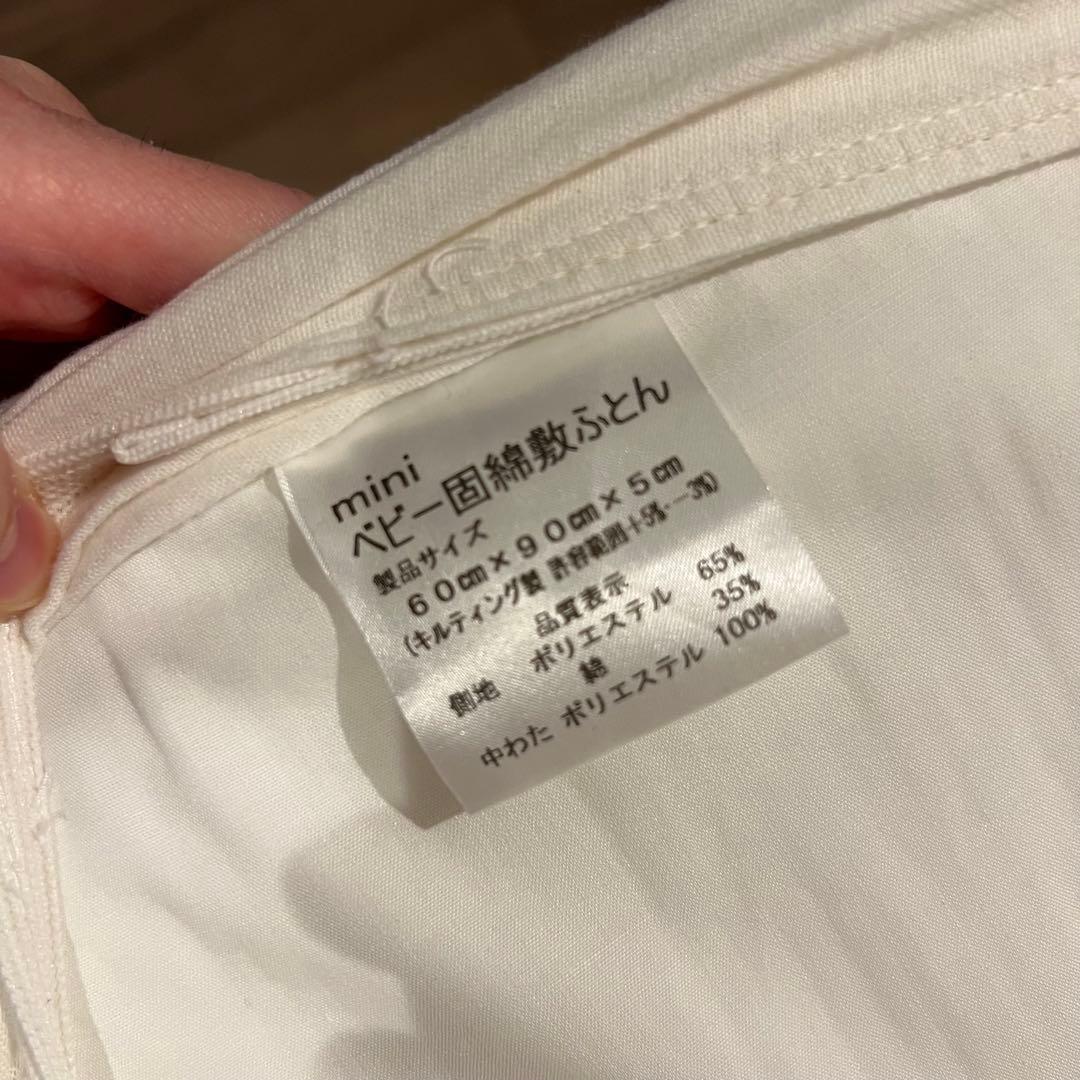 mini
ベビー固綿敷ふとん
製品サイズ
60㎝×90㎝×5㎝
(キルティング製 許容範囲+5%-−3%)
品質表示
側地 ポリエステル 65%
綿 35%
中わた ポリエステル 100%